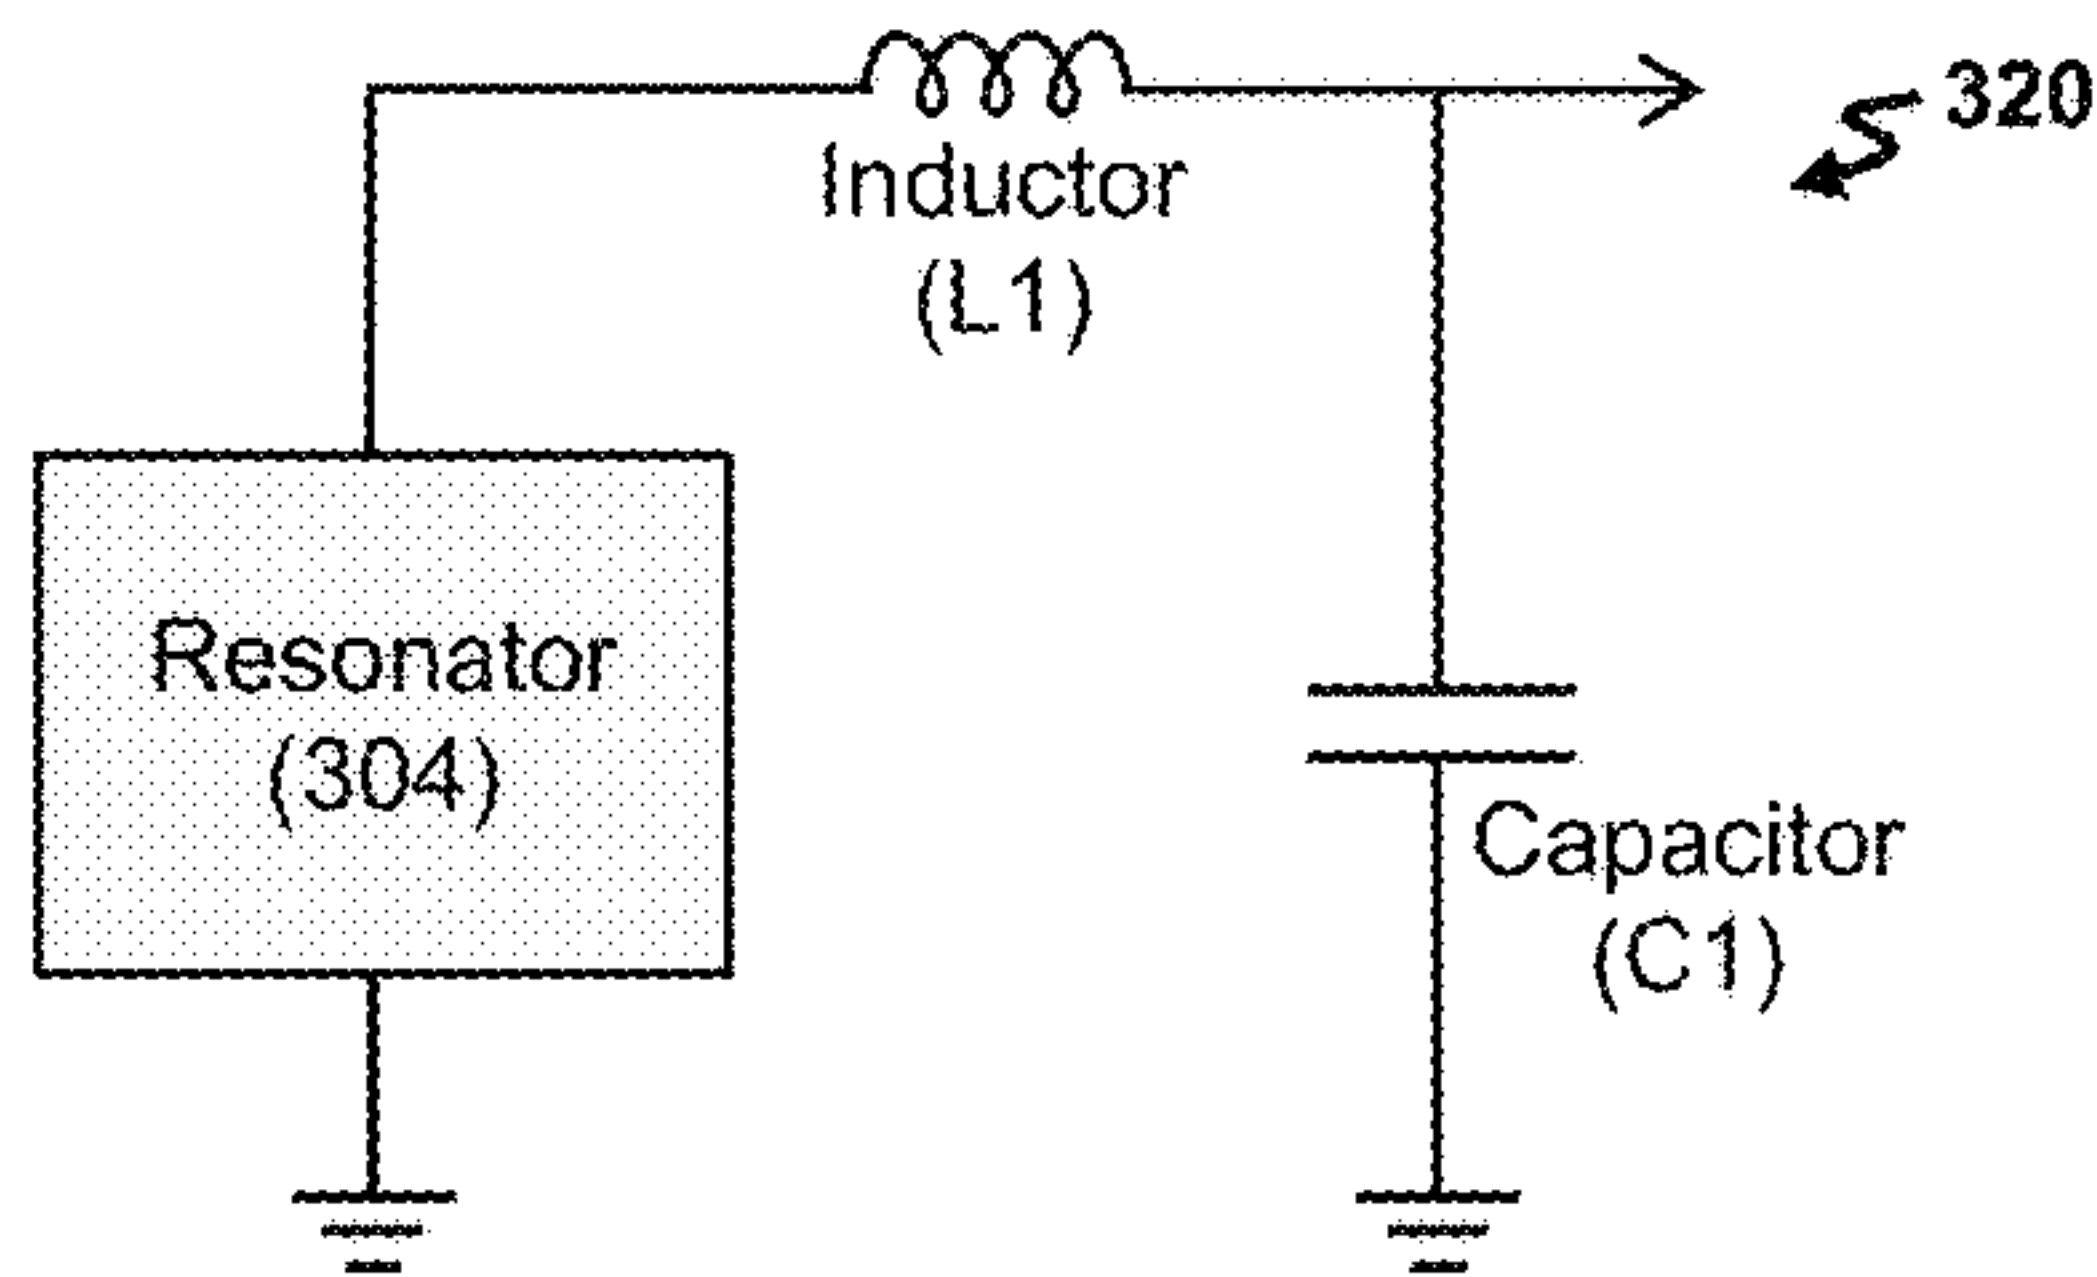 320
Inductor
(L1)
Resonator
(304)
Capacitor
(C1)